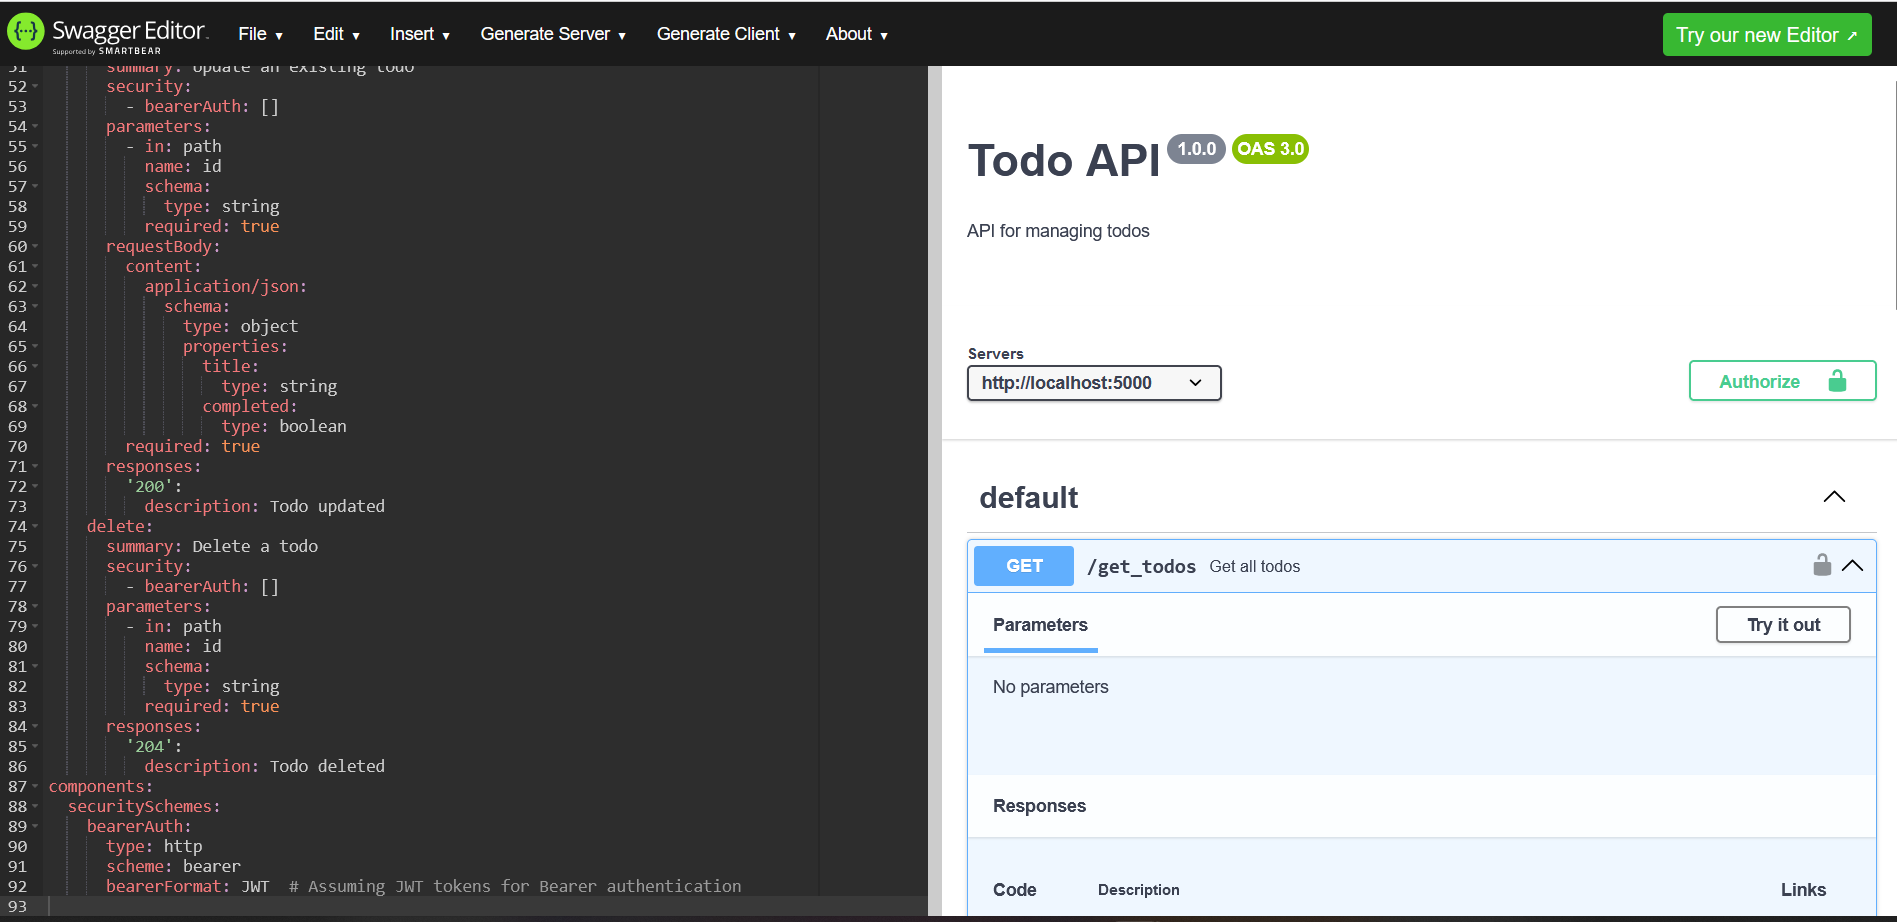 Swagger Editor
Supported by SMARTBEAR
File ▾ Edit ▾ Insert ▾ Generate Server ▾ Generate Client ▾ About ▾
Try our new Editor ↗
51 summary: Update an existing todo
52 security:
53 - bearerAuth: []
54 parameters:
55 - in: path
56 name: id
57 schema:
58 type: string
59 required: true
60 requestBody:
61 content:
62 application/json:
63 schema:
64 type: object
65 properties:
66 title:
67 type: string
68 completed:
69 type: boolean
70 required: true
71 responses:
72 '200':
73 description: Todo updated
74 delete:
75 summary: Delete a todo
76 security:
77 - bearerAuth: []
78 parameters:
79 - in: path
80 name: id
81 schema:
82 type: string
83 required: true
84 responses:
85 '204':
86 description: Todo deleted
87 components:
88 securitySchemes:
89 bearerAuth:
90 type: http
91 scheme: bearer
92 bearerFormat: JWT  # Assuming JWT tokens for Bearer authentication
93
Todo API 1.0.0 OAS 3.0
API for managing todos
Servers
http://localhost:5000
Authorize
default
GET /get_todos Get all todos
Parameters
Try it out
No parameters
Responses
Code Description Links